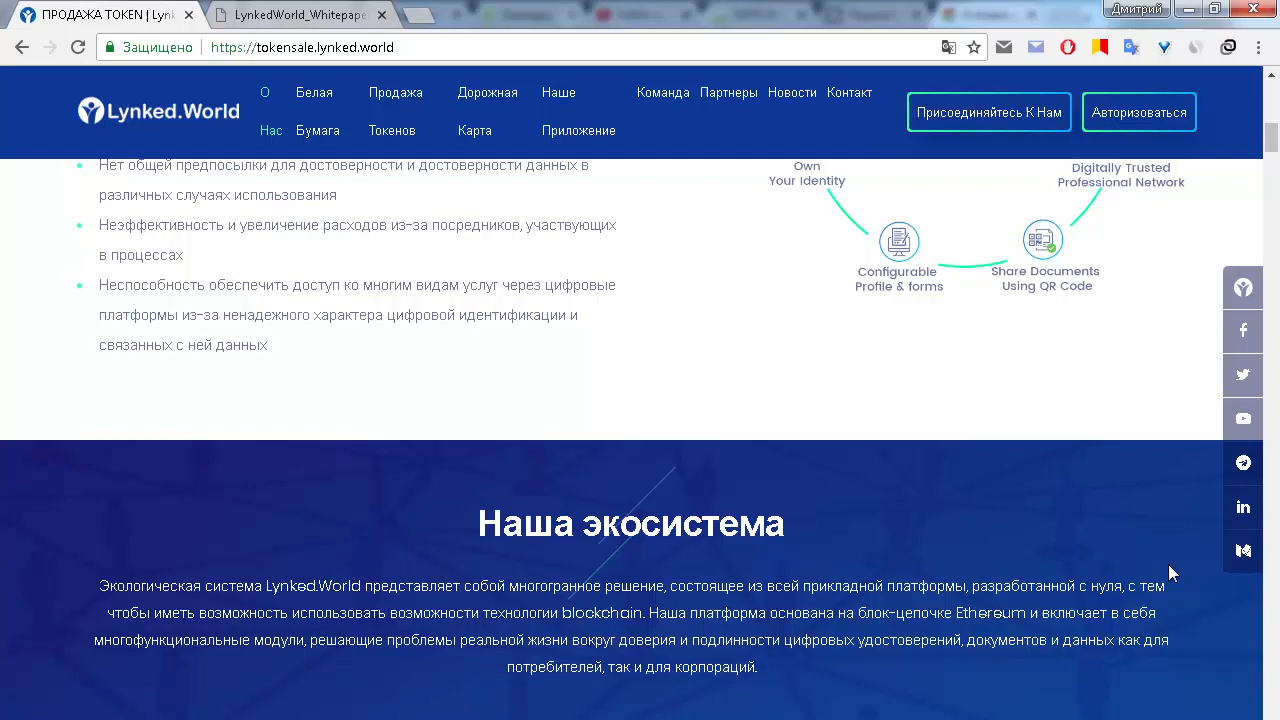 ПРОДАЖА TOKEN | Lynk
LynkedWorld_Whitepape
Дмитрий
Защищено
https://tokensale.lynked.world
Lynked.World
О Нас
Белая Бумага
Продажа Токенов
Дорожная Карта
Наше Приложение
Команда
Партнеры
Новости
Контакт
Присоединяйтесь К Нам
Авторизоваться
Нет общей предпосылки для достоверности и достоверности данных в
различных случаях использования
Неэффективность и увеличение расходов из-за посредников, участвующих
в процессах
Неспособность обеспечить доступ ко многим видам услуг через цифровые
платформы из-за ненадежного характера цифровой идентификации и
связанных с ней данных
Own
Your Identity
Digitally Trusted
Professional Network
Configurable
Profile & forms
Share Documents
Using QR Code
Наша экосистема
Экологическая система Lynked.World представляет собой многогранное решение, состоящее из всей прикладной платформы, разработанной с нуля, с тем
чтобы иметь возможность использовать возможности технологии blockchain. Наша платформа основана на блок-цепочке Ethereum и включает в себя
многофункциональные модули, решающие проблемы реальной жизни вокруг доверия и подлинности цифровых удостоверений, документов и данных как для
потребителей, так и для корпораций.